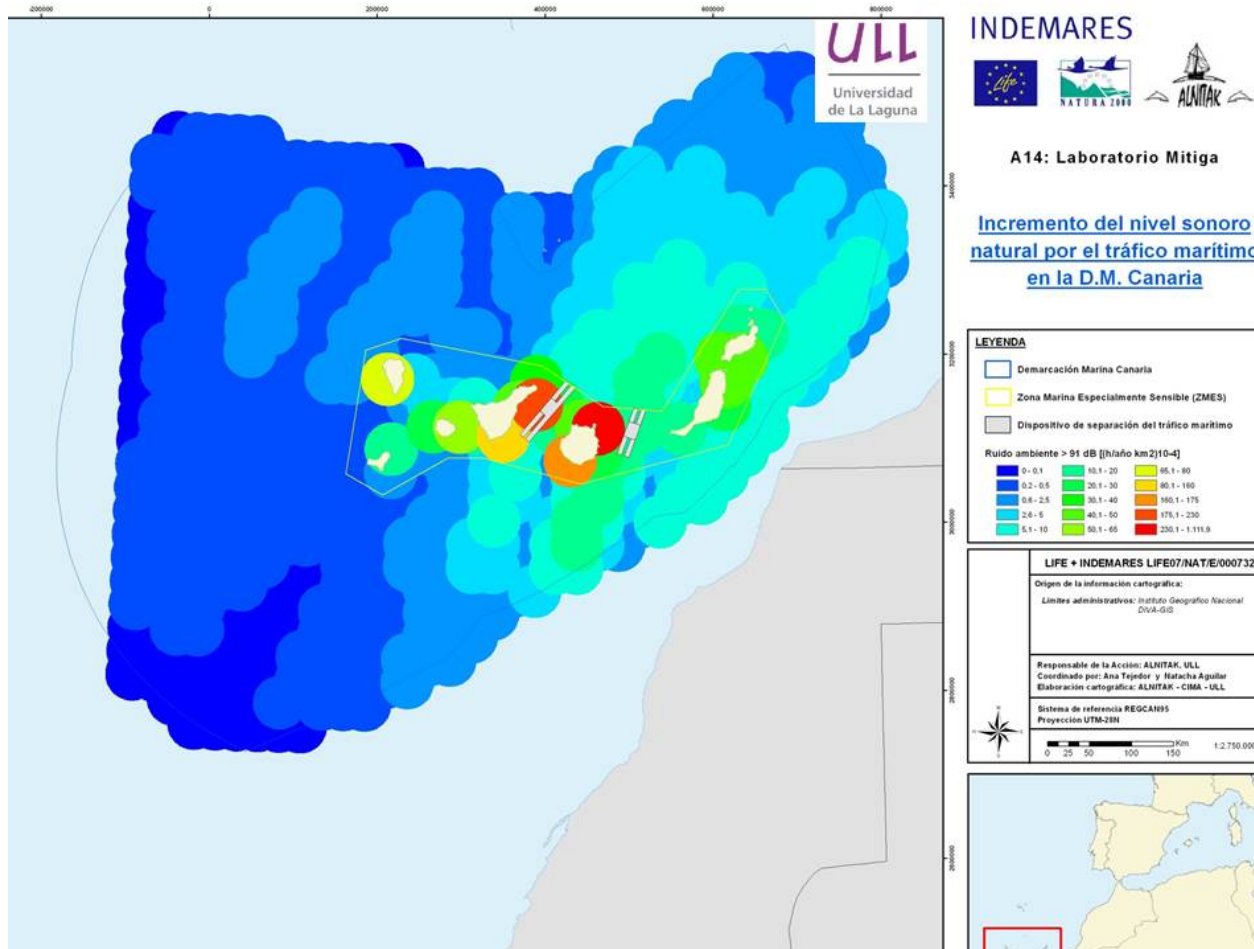 -200000 0 200000 400000 600000 800000
ULL
Universidad
de La Laguna
3400000
3200000
3000000
2800000
2600000
INDEMARES
Life
NATURA 2000
ALNITAK
A14: Laboratorio Mitiga
Incremento del nivel sonoro
natural por el tráfico marítimo
en la D.M. Canaria
LEYENDA
Demarcación Marina Canaria
Zona Marina Especialmente Sensible (ZMES)
Dispositivo de separación del tráfico marítimo
Ruido ambiente > 91 dB [(h/año km2)10-4]
0 - 0,1
0,2 - 0,5
0,6 - 2,5
2,6 - 5
5,1 - 10
10,1 - 20
20,1 - 30
30,1 - 40
40,1 - 50
50,1 - 65
65,1 - 80
80,1 - 160
160,1 - 175
175,1 - 230
230,1 - 1.111,9
LIFE + INDEMARES LIFE07/NAT/E/000732
Origen de la información cartográfica:
Límites administrativos: Instituto Geográfico Nacional
DIVA-GIS
Responsable de la Acción: ALNITAK, ULL
Coordinado por: Ana Tejedor y Natacha Aguilar
Elaboración cartográfica: ALNITAK - CIMA - ULL
Sistema de referencia REGCAN95
Proyección UTM-28N
Km
0 25 50 100 150
1:2.750.000